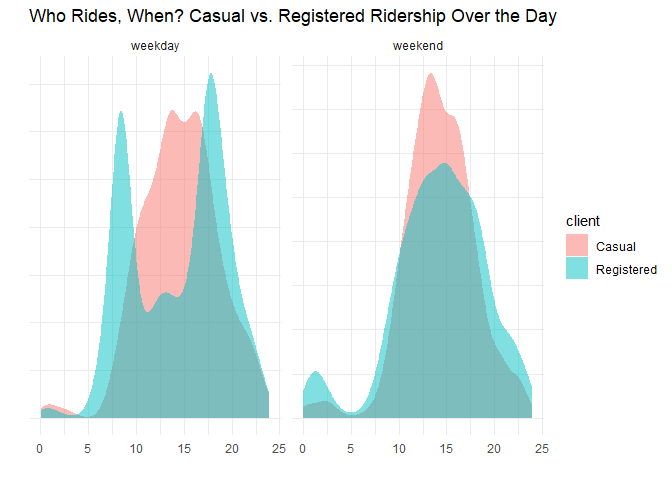 Who Rides, When? Casual vs. Registered Ridership Over the Day
weekday
weekend
client
Casual
Registered
0 5 10 15 20 25
0 5 10 15 20 25